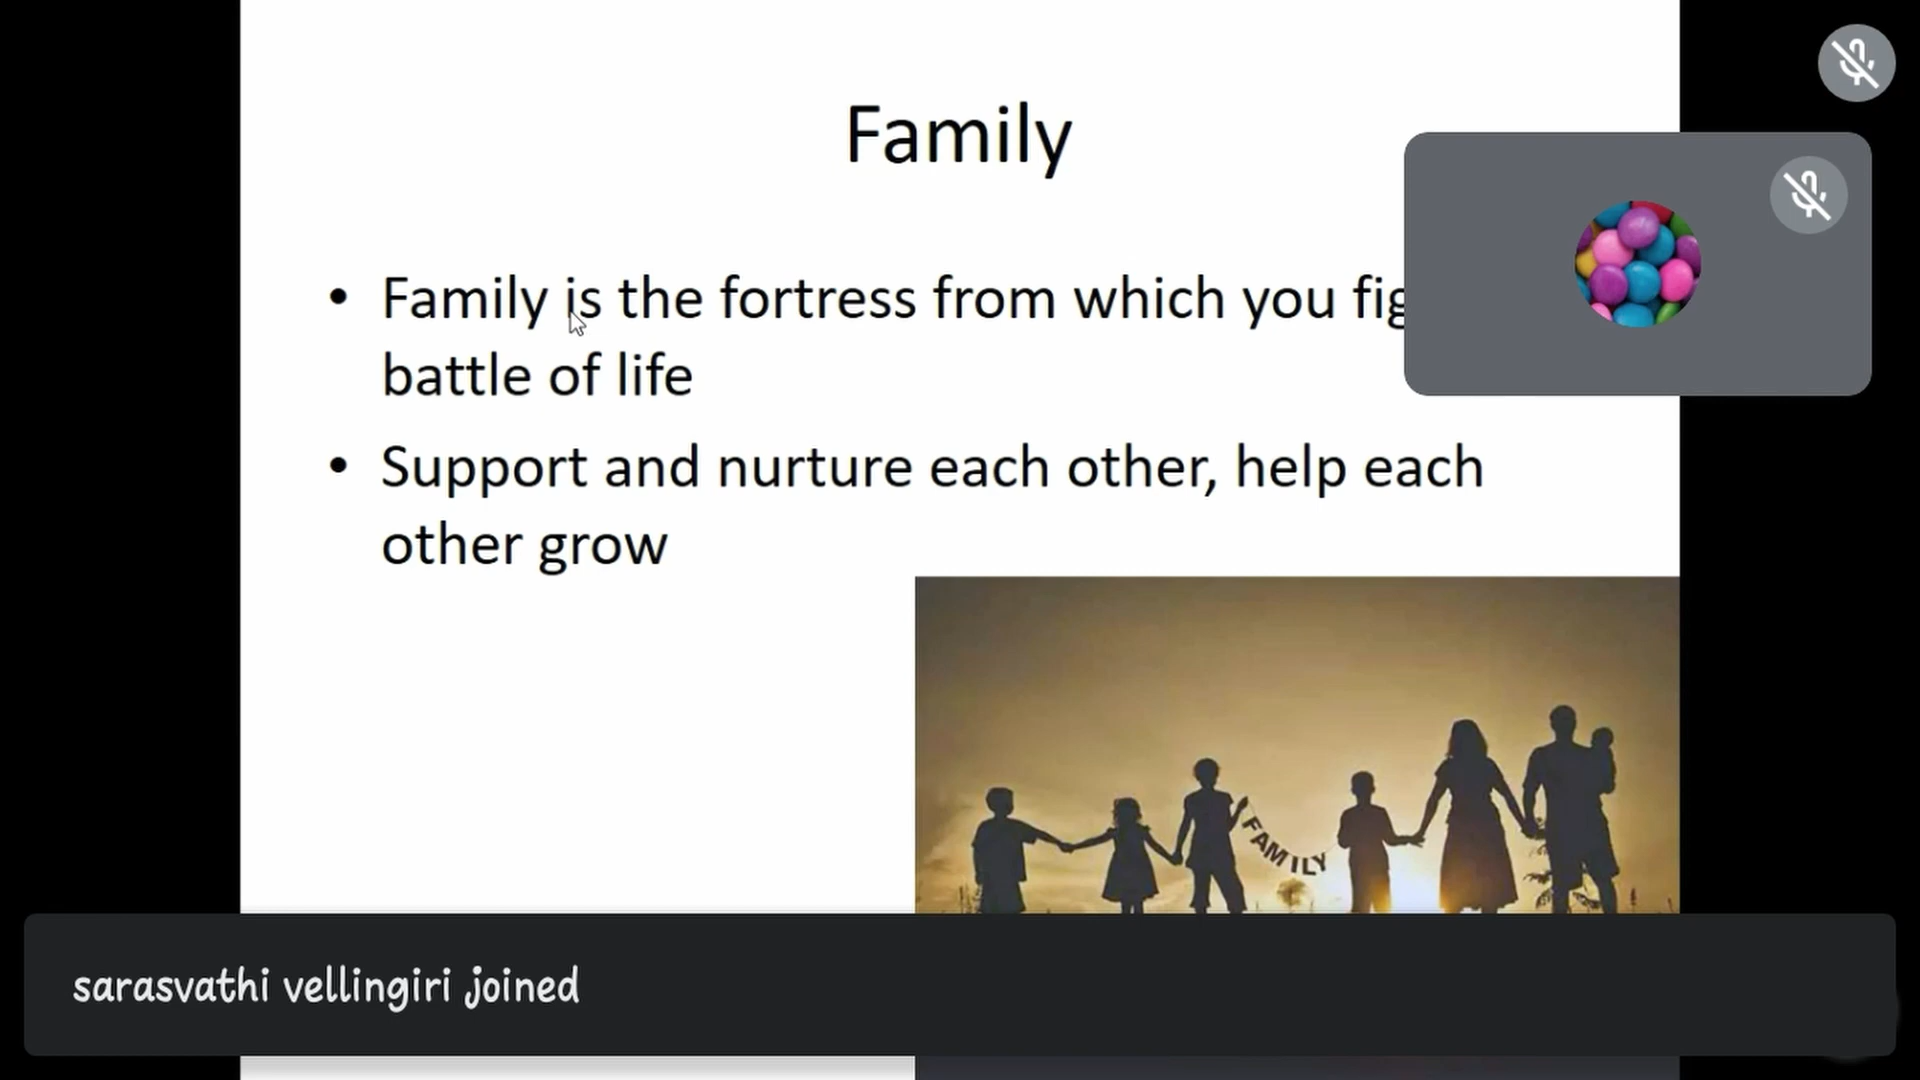 Family
• Family is the fortress from which you
battle of life
• Support and nurture each other, help each
other grow
FAMILY
sarasvathi vellingiri joined